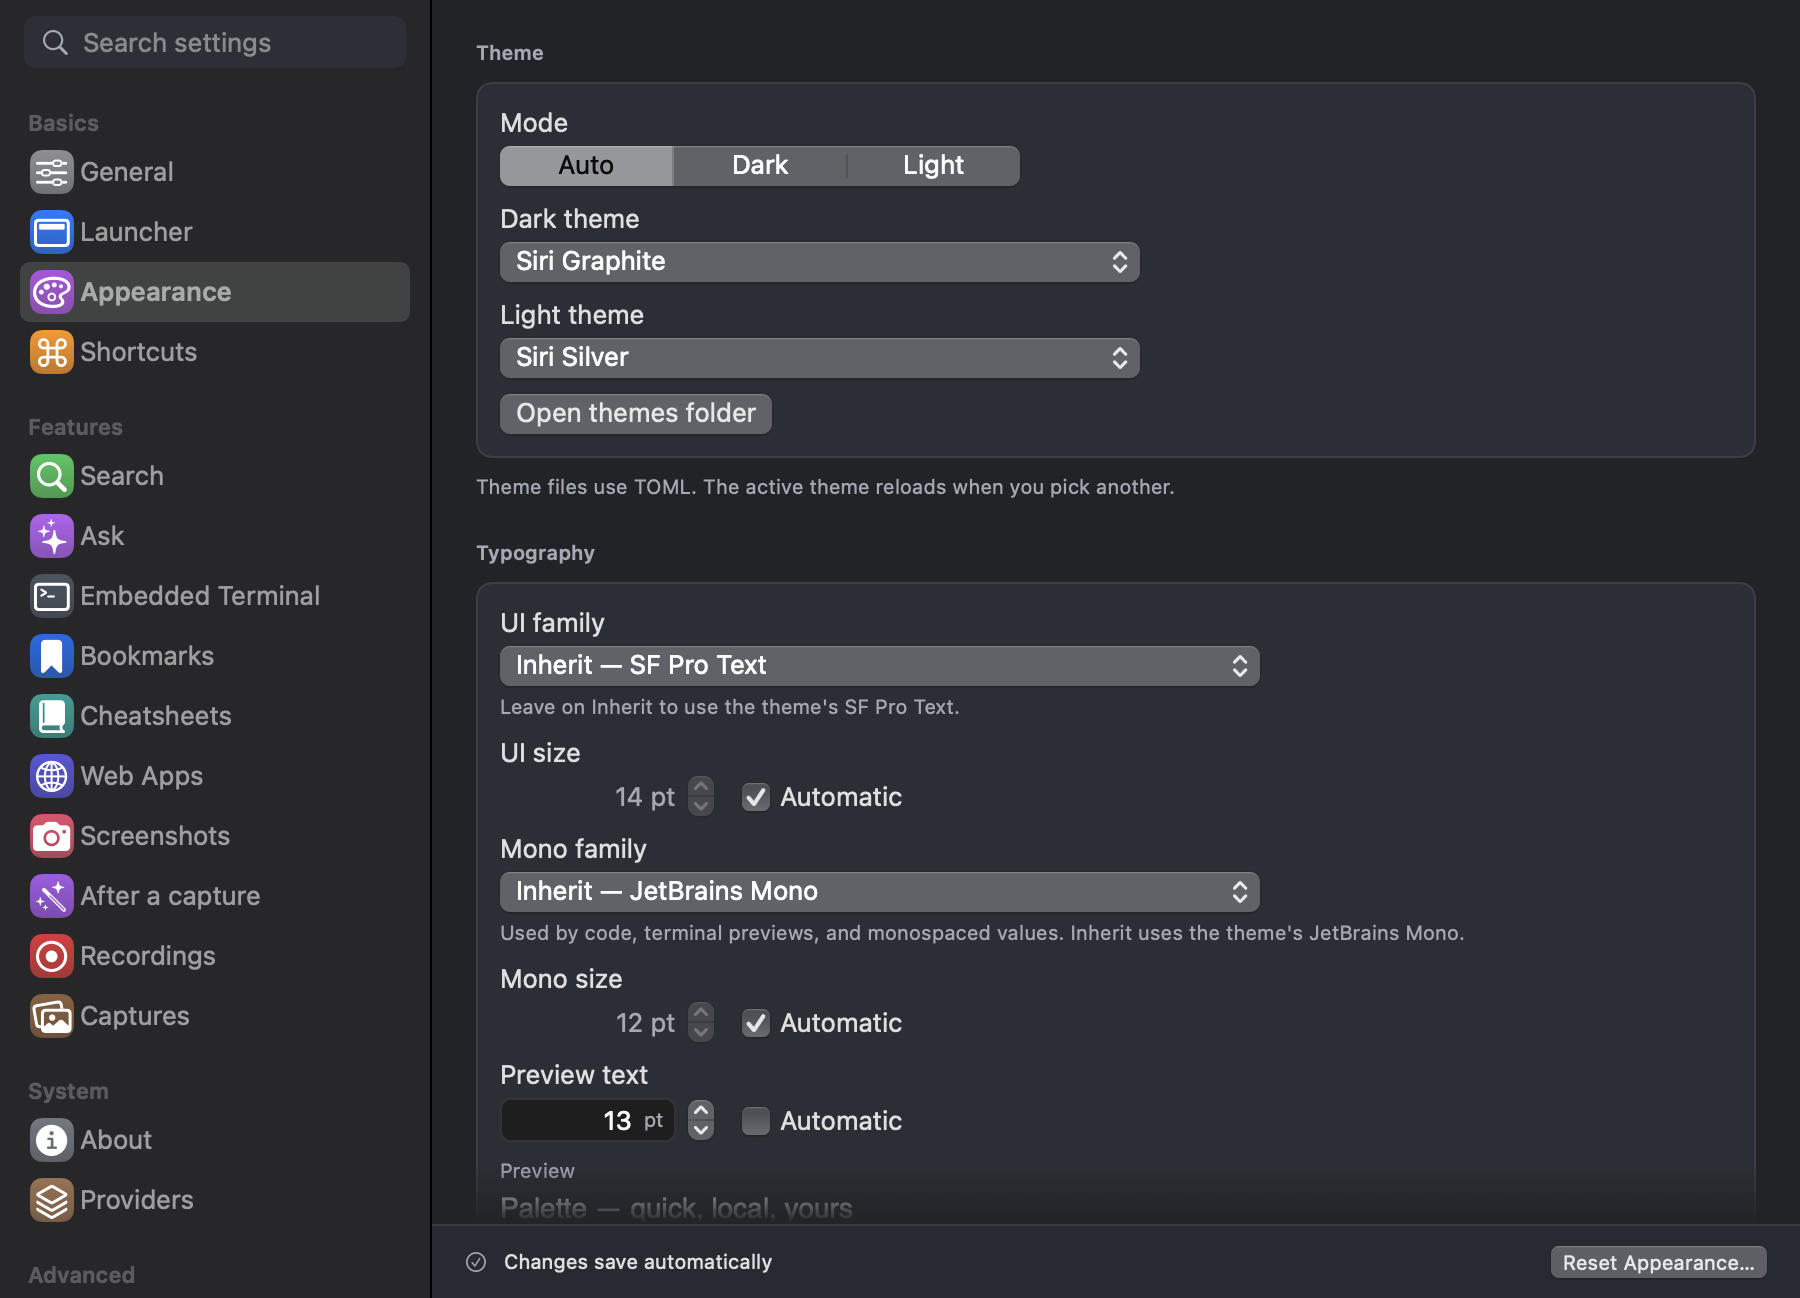 Search settings
Basics
General
Launcher
Appearance
Shortcuts
Features
Search
Ask
Embedded Terminal
Bookmarks
Cheatsheets
Web Apps
Screenshots
After a capture
Recordings
Captures
System
About
Providers
Advanced
Theme
Mode
Auto Dark Light
Dark theme
Siri Graphite
Light theme
Siri Silver
Open themes folder
Theme files use TOML. The active theme reloads when you pick another.
Typography
UI family
Inherit — SF Pro Text
Leave on Inherit to use the theme's SF Pro Text.
UI size
14 pt Automatic
Mono family
Inherit — JetBrains Mono
Used by code, terminal previews, and monospaced values. Inherit uses the theme's JetBrains Mono.
Mono size
12 pt Automatic
Preview text
13 pt Automatic
Preview
Palette — quick, local, yours
Changes save automatically
Reset Appearance...